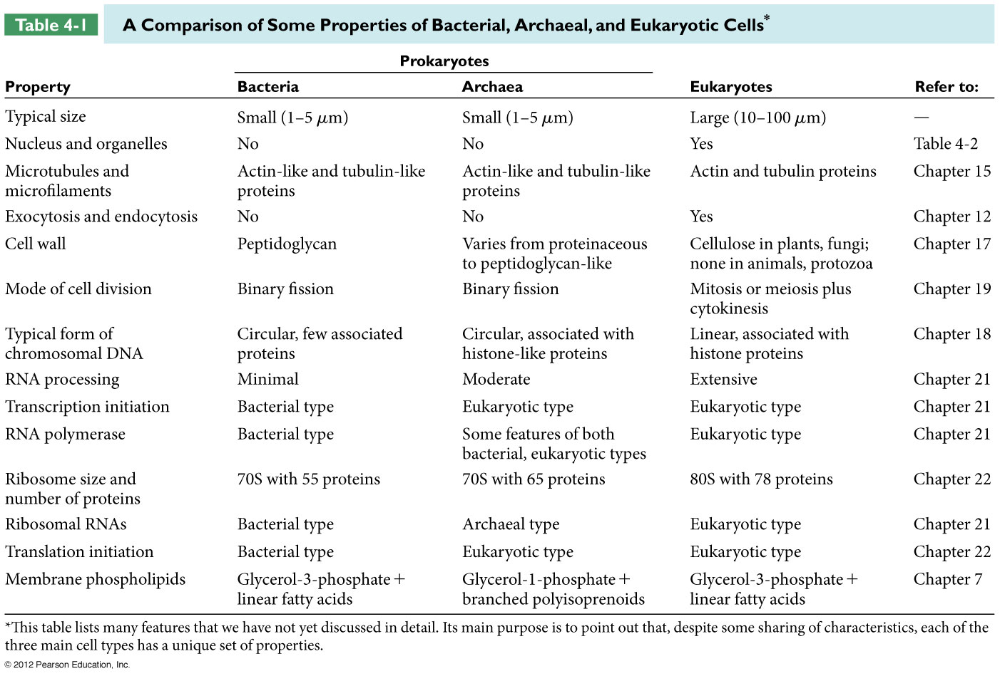 Table 4-1 A Comparison of Some Properties of Bacterial, Archaeal, and Eukaryotic Cells*
Prokaryotes
Property Bacteria Archaea Eukaryotes Refer to:
Typical size Small (1–5 μm) Small (1–5 μm) Large (10–100 μm) —
Nucleus and organelles No No Yes Table 4-2
Microtubules and Actin-like and tubulin-like Actin-like and tubulin-like Actin and tubulin proteins Chapter 15
microfilaments proteins proteins
Exocytosis and endocytosis No No Yes Chapter 12
Cell wall Peptidoglycan Varies from proteinaceous Cellulose in plants, fungi; Chapter 17
to peptidoglycan-like none in animals, protozoa
Mode of cell division Binary fission Binary fission Mitosis or meiosis plus Chapter 19
cytokinesis
Typical form of Circular, few associated Circular, associated with Linear, associated with Chapter 18
chromosomal DNA proteins histone-like proteins histone proteins
RNA processing Minimal Moderate Extensive Chapter 21
Transcription initiation Bacterial type Eukaryotic type Eukaryotic type Chapter 21
RNA polymerase Bacterial type Some features of both Eukaryotic type Chapter 21
bacterial, eukaryotic types
Ribosome size and 70S with 55 proteins 70S with 65 proteins 80S with 78 proteins Chapter 22
number of proteins
Ribosomal RNAs Bacterial type Archaeal type Eukaryotic type Chapter 21
Translation initiation Bacterial type Eukaryotic type Eukaryotic type Chapter 22
Membrane phospholipids Glycerol-3-phosphate + Glycerol-1-phosphate + Glycerol-3-phosphate + Chapter 7
linear fatty acids branched polyisoprenoids linear fatty acids
*This table lists many features that we have not yet discussed in detail. Its main purpose is to point out that, despite some sharing of characteristics, each of the
three main cell types has a unique set of properties.
© 2012 Pearson Education, Inc.